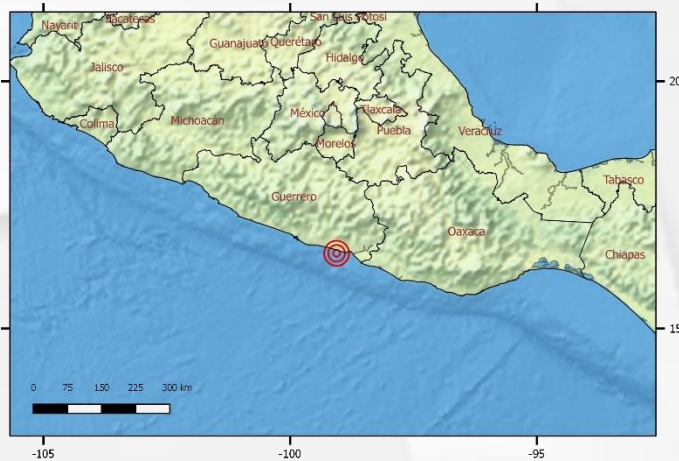 Nayarit
Zacatecas
San Luis Potosí
Guanajuato
Querétaro
Hidalgo
Jalisco
20
Colima
Michoacán
México
Tlaxcala
Puebla
Veracruz
Morelos
Tabasco
Guerrero
Oaxaca
Chiapas
15
0 75 150 225 300 km
-105 -100 -95